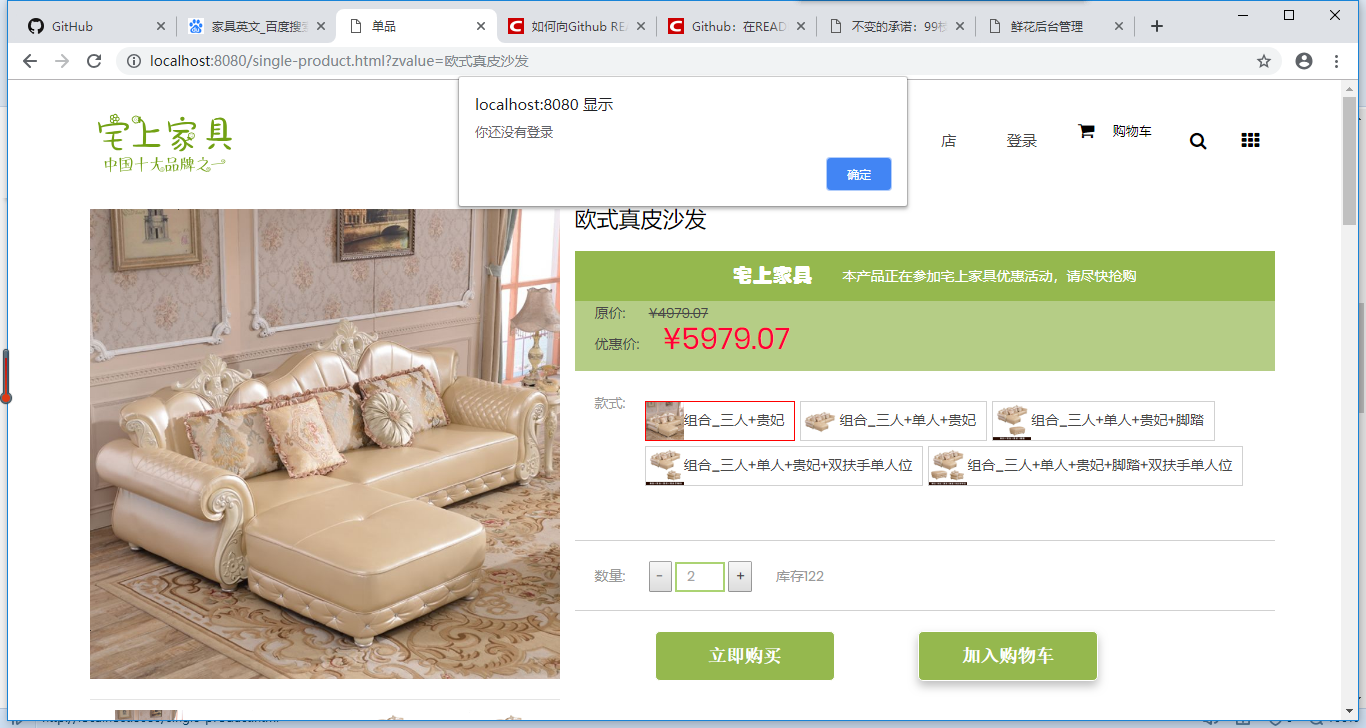 GitHub
家具英文_百度搜
单品
如何向Github RE
Github：在READ
不变的承诺：99
鲜花后台管理
localhost:8080/single-product.html?zvalue=欧式真皮沙发
localhost:8080 显示
你还没有登录
确定
宅上家具
中国十大品牌之一
店
登录
购物车
欧式真皮沙发
宅上家具 本产品正在参加宅上家具优惠活动，请尽快抢购
原价: ¥4979.07
优惠价: ¥5979.07
款式:
组合_三人+贵妃
组合_三人+单人+贵妃
组合_三人+单人+贵妃+脚踏
组合_三人+单人+贵妃+双扶手单人位
组合_三人+单人+贵妃+脚踏+双扶手单人位
数量: - 2 + 库存122
立即购买
加入购物车